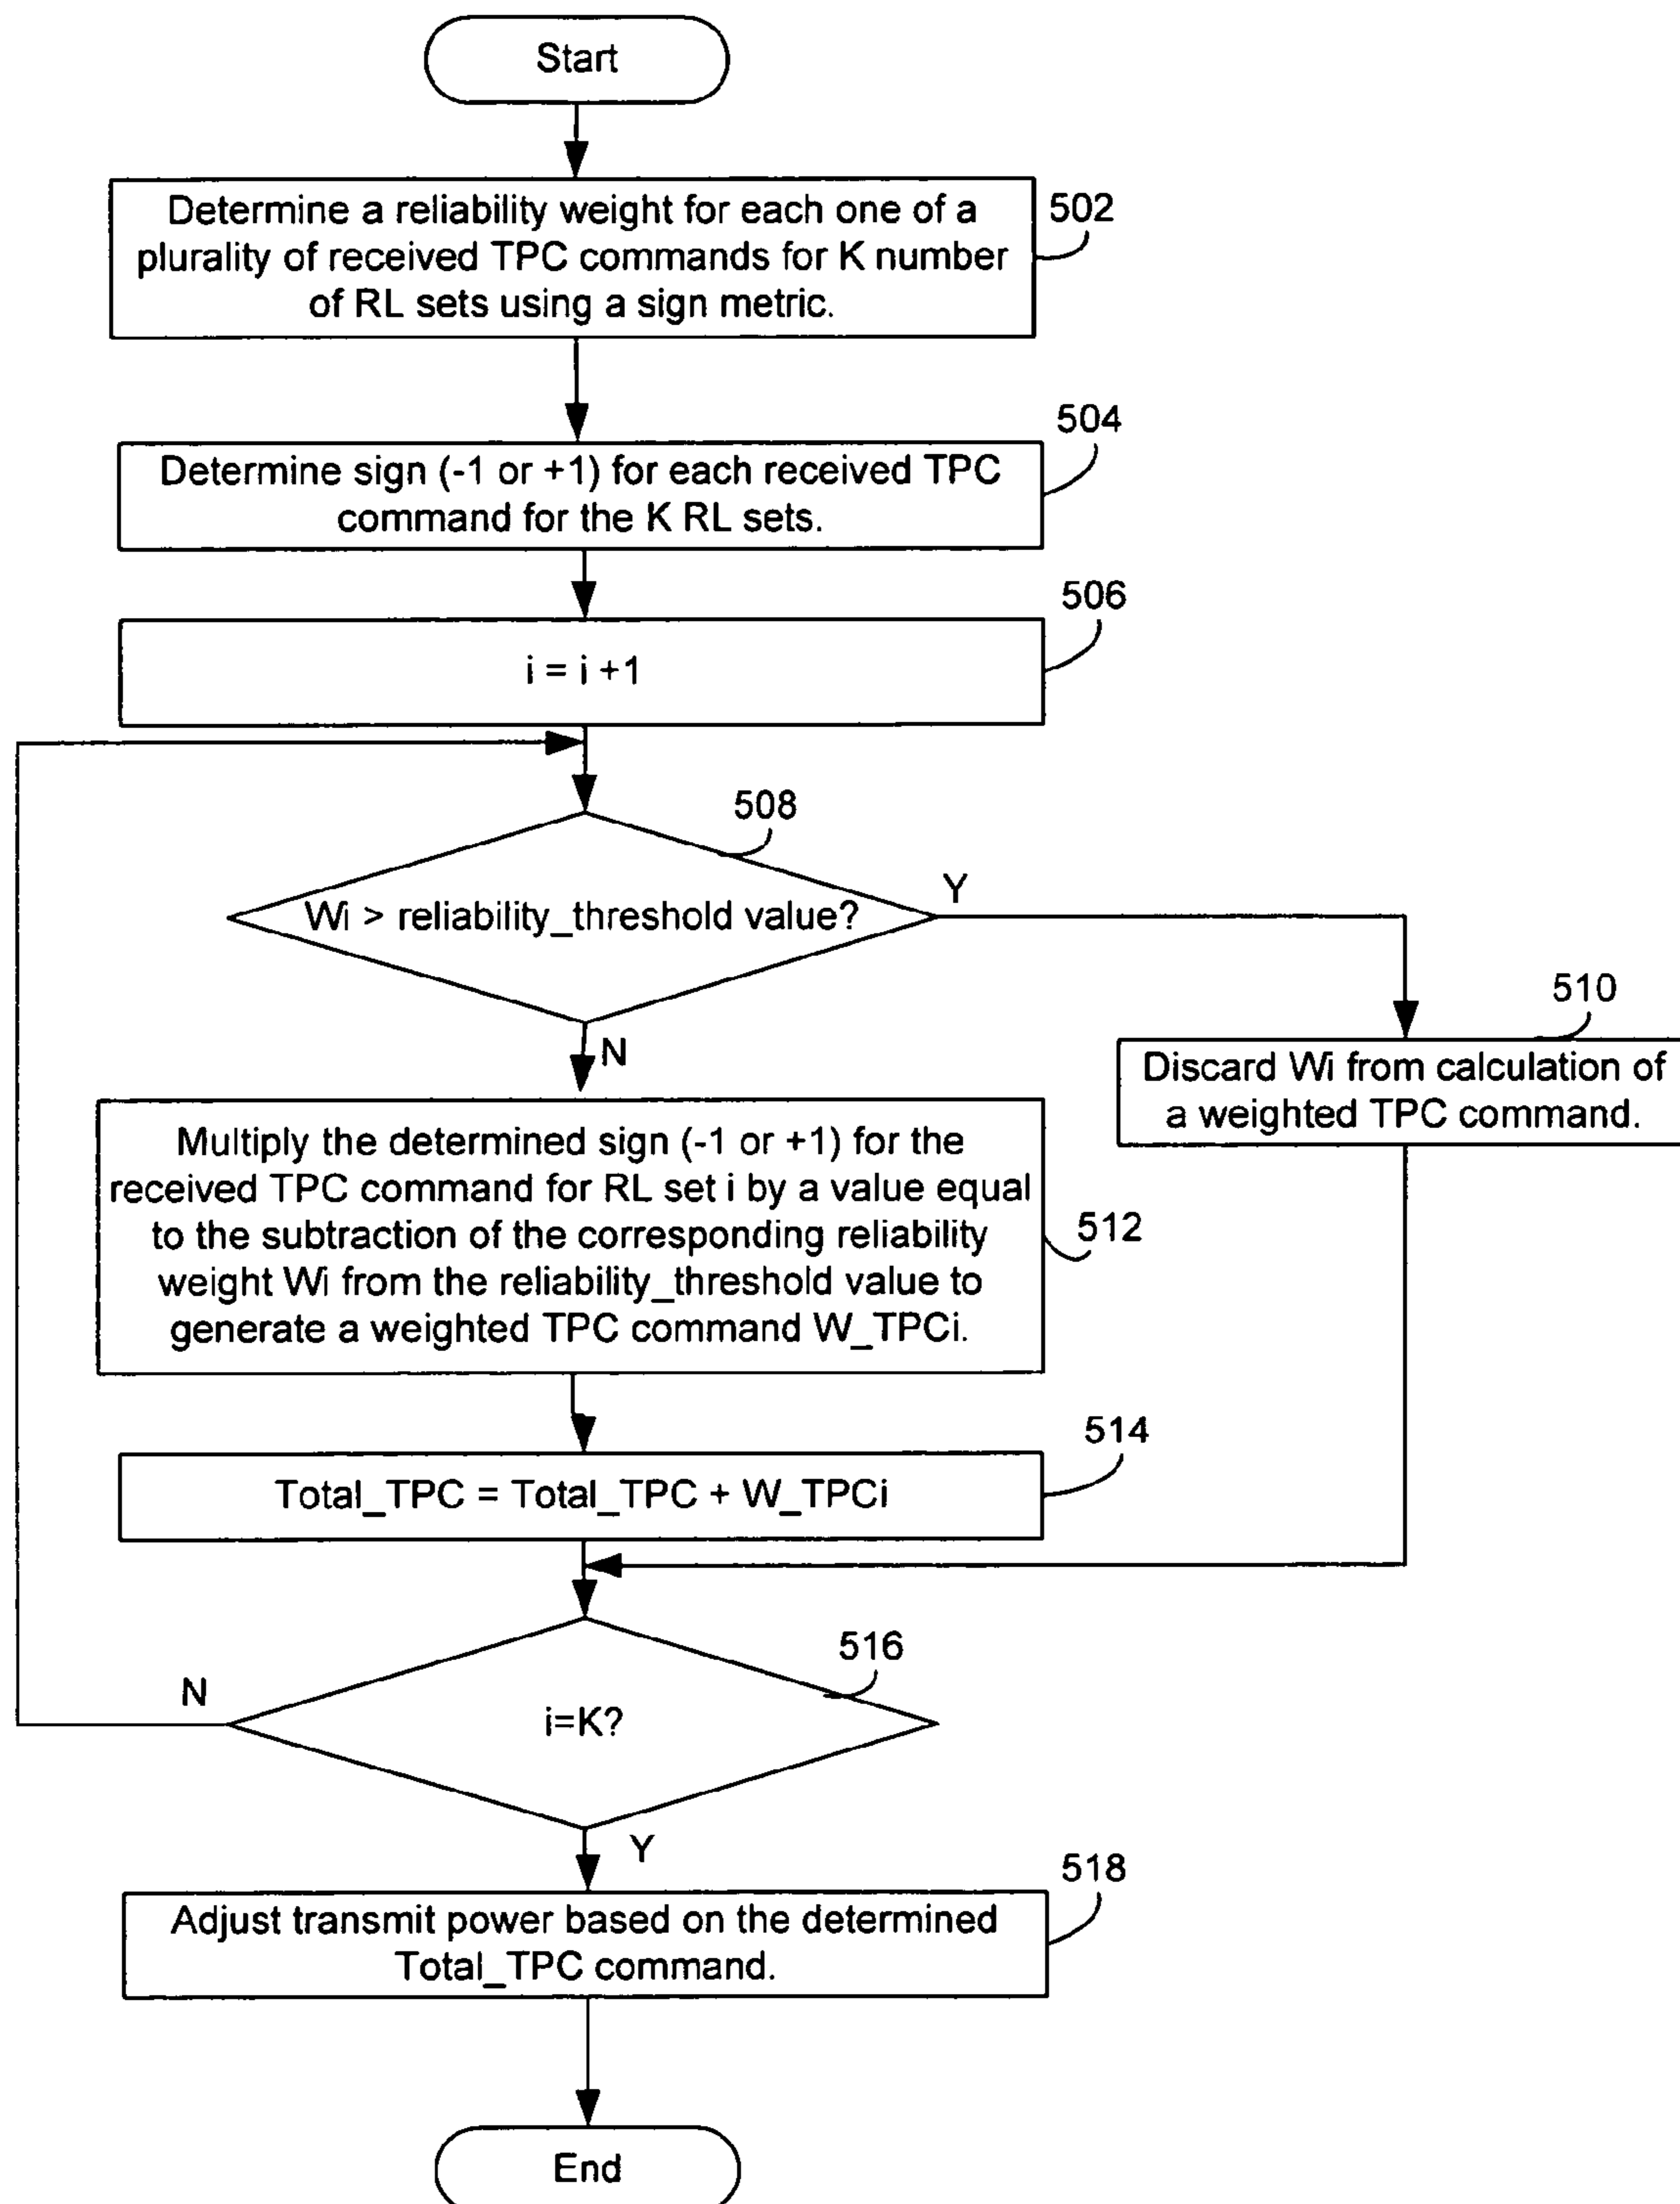 Start
Determine a reliability weight for each one of a
plurality of received TPC commands for K number
of RL sets using a sign metric.
502
Determine sign (-1 or +1) for each received TPC
command for the K RL sets.
504
i = i +1
506
508
Wi > reliability_threshold value?
Y
N
510
Discard Wi from calculation of
a weighted TPC command.
Multiply the determined sign (-1 or +1) for the
received TPC command for RL set i by a value equal
to the subtraction of the corresponding reliability
weight Wi from the reliability_threshold value to
generate a weighted TPC command W_TPCi.
512
Total_TPC = Total_TPC + W_TPCi
514
516
i=K?
N
Y
Adjust transmit power based on the determined
Total_TPC command.
518
End